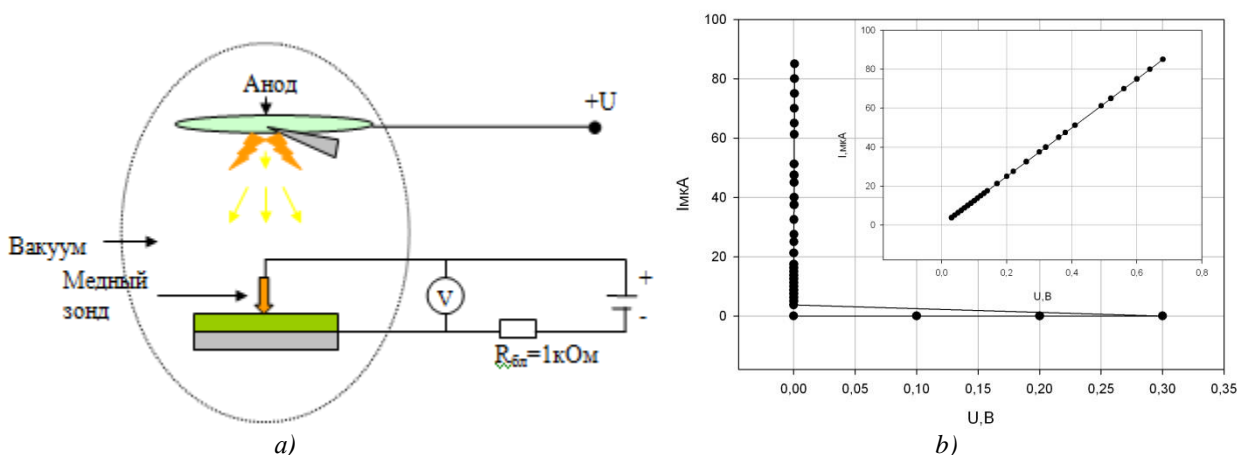 Анод
+U
Вакуум
Медный
зонд
V
+
-
Rбл=1кОм
a)
IмкА
100
80
60
40
20
0
0,00
0,05
0,10
0,15
0,20
0,25
0,30
0,35
U,В
I,мкА
100
80
60
40
20
0
0,0
0,2
0,4
0,6
0,8
U,В
b)